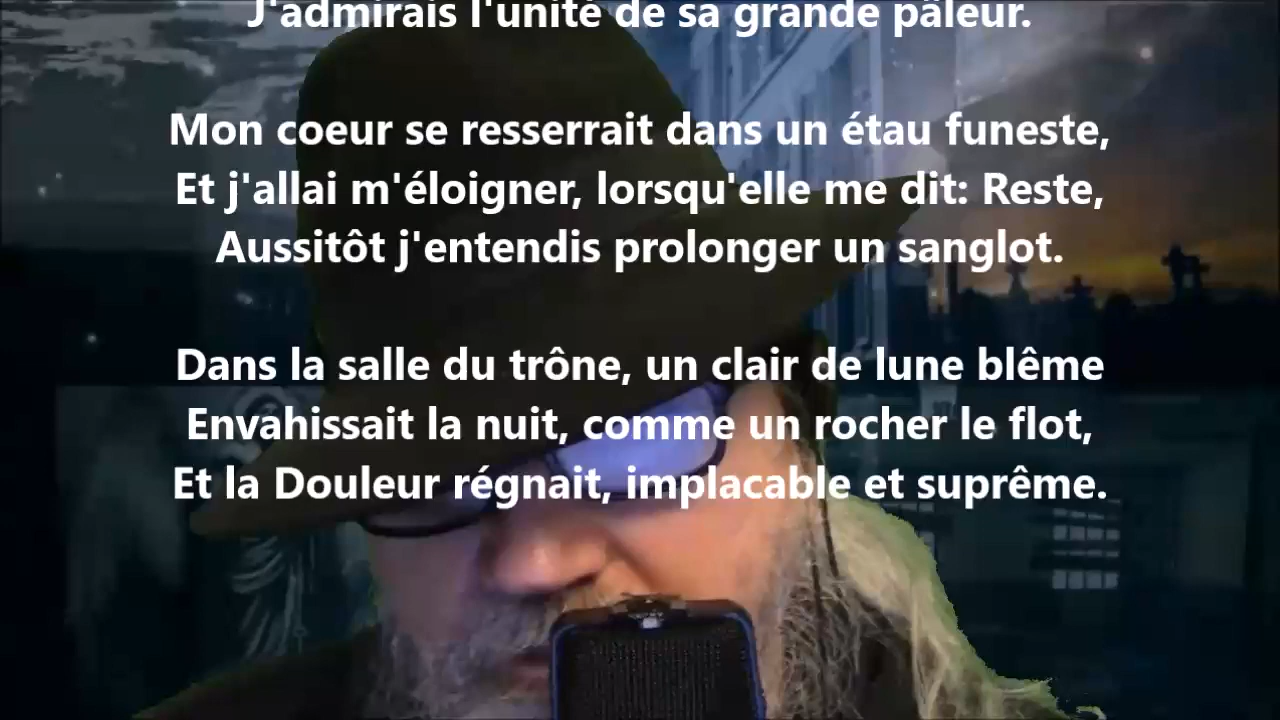 J'admirais l'unité de sa grande pâleur.
Mon coeur se resserrait dans un étau funeste,
Et j'allai m'éloigner, lorsqu'elle me dit: Reste,
Aussitôt j'entendis prolonger un sanglot.
Dans la salle du trône, un clair de lune blême
Envahissait la nuit, comme un rocher le flot,
Et la Douleur régnait, implacable et suprême.